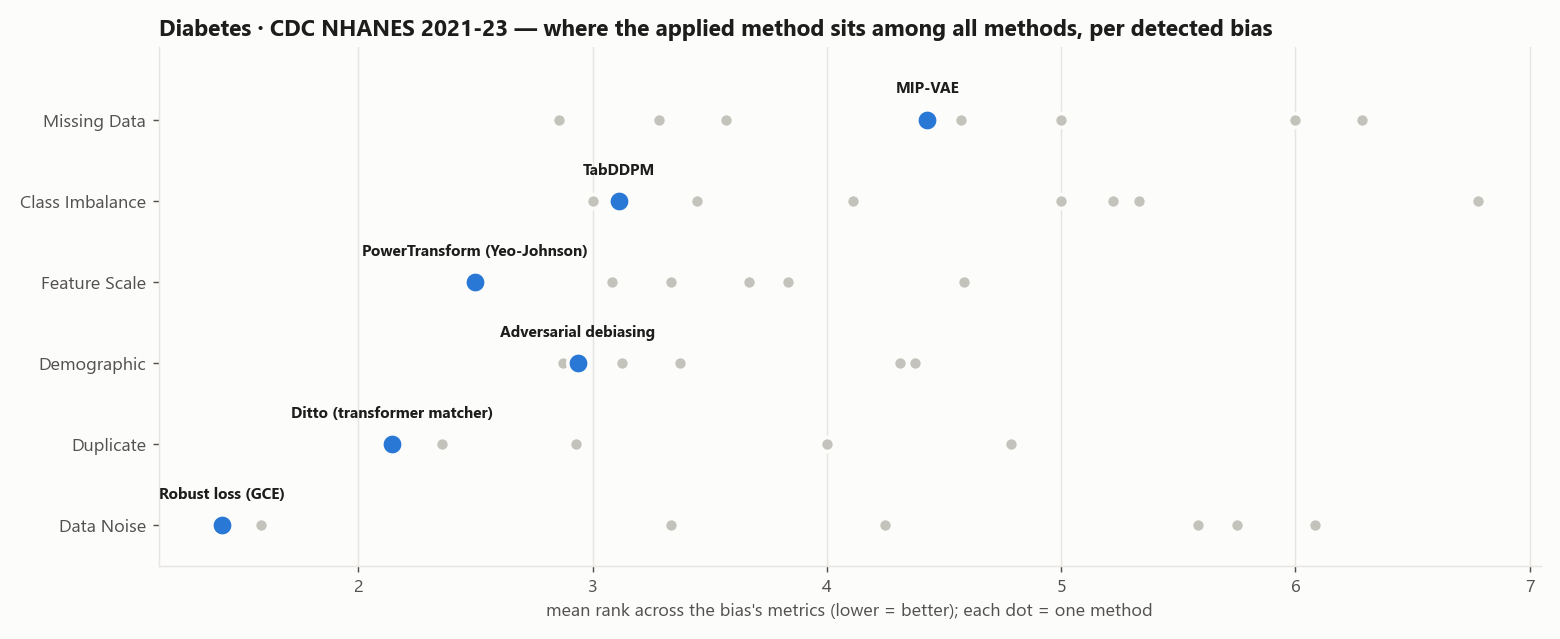 Diabetes · CDC NHANES 2021-23 — where the applied method sits among all methods, per detected bias
MIP-VAE
Missing Data
TabDDPM
Class Imbalance
PowerTransform (Yeo-Johnson)
Feature Scale
Adversarial debiasing
Demographic
Ditto (transformer matcher)
Duplicate
Robust loss (GCE)
Data Noise
2 3 4 5 6 7
mean rank across the bias's metrics (lower = better); each dot = one method